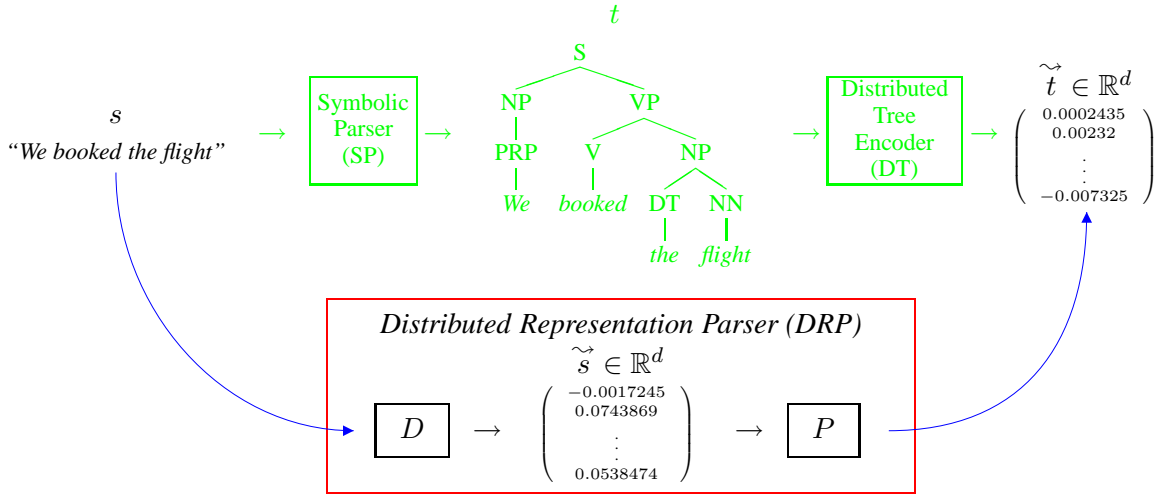 t
S
NP VP
PRP V NP
We booked DT NN
the flight
s
“We booked the flight”
→
Symbolic
Parser
(SP)
→
→
Distributed
Tree
Encoder
(DT)
→
t ∈ ℝ^d
0.0002435
0.00232
.
.
.
−0.007325
Distributed Representation Parser (DRP)
s ∈ ℝ^d
D
→
−0.0017245
0.0743869
.
.
.
0.0538474
→
P